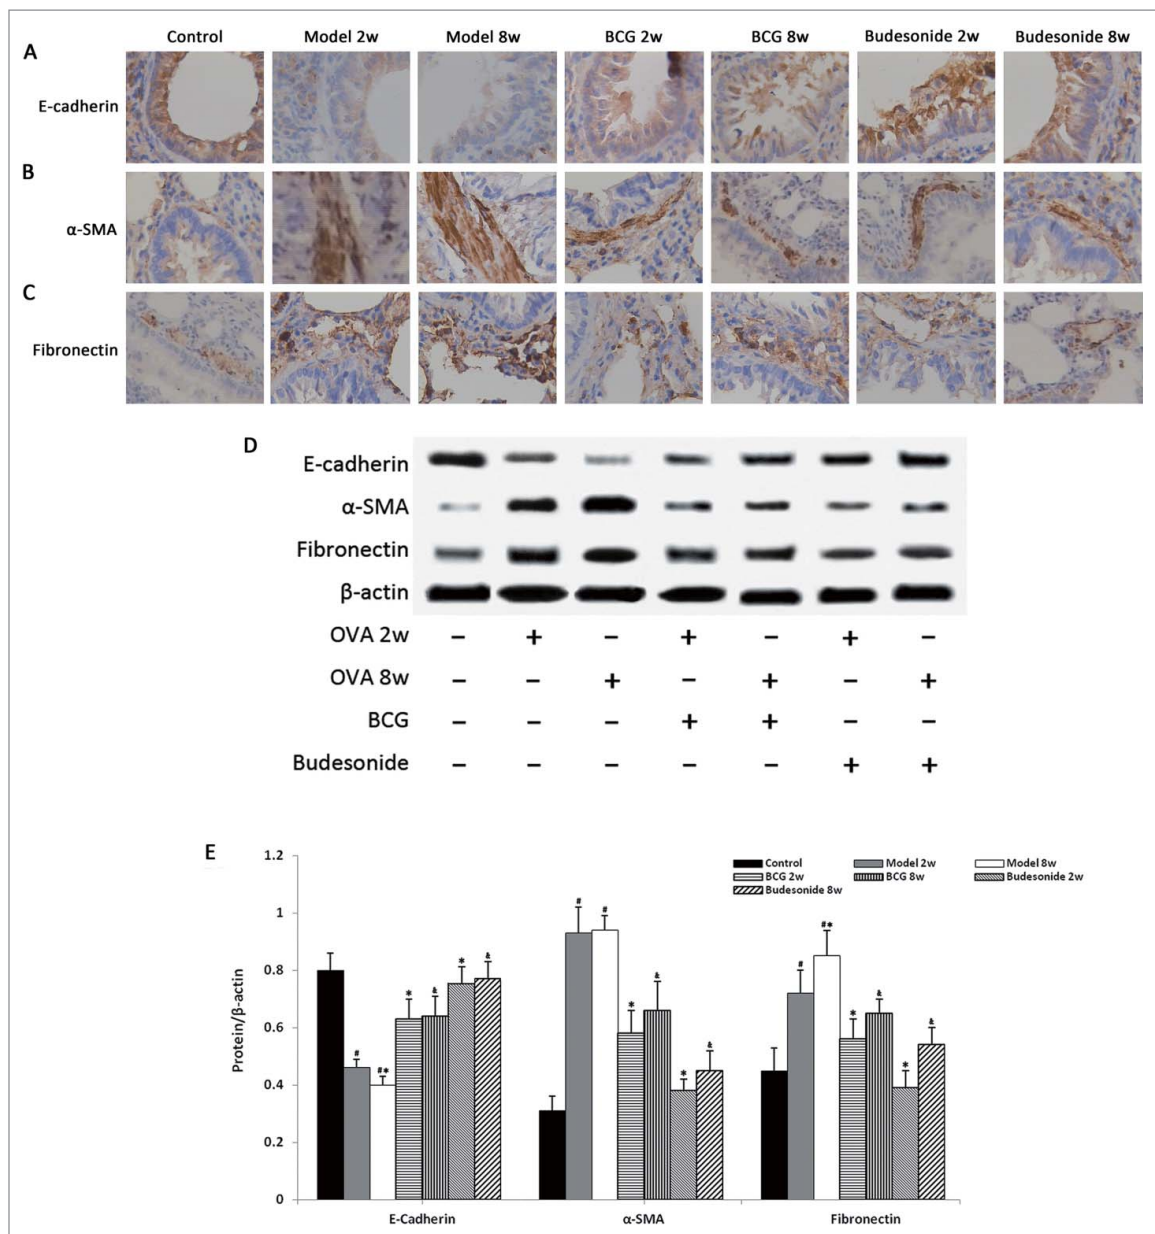 Control Model 2w Model 8w BCG 2w BCG 8w Budesonide 2w Budesonide 8w
A
E-cadherin
B
α-SMA
C
Fibronectin
D
E-cadherin
α-SMA
Fibronectin
β-actin
OVA 2w − + − + − + −
OVA 8w − − + − + − +
BCG − − − + + − −
Budesonide − − − − − + +
E
Control Model 2w Model 8w
BCG 2w BCG 8w Budesonide 2w
Budesonide 8w
Protein/β-actin
1.2
1
0.8
0.6
0.4
0.2
0
# #* * & * &
# # * & * &
# #* * & * &
E-Cadherin α-SMA Fibronectin